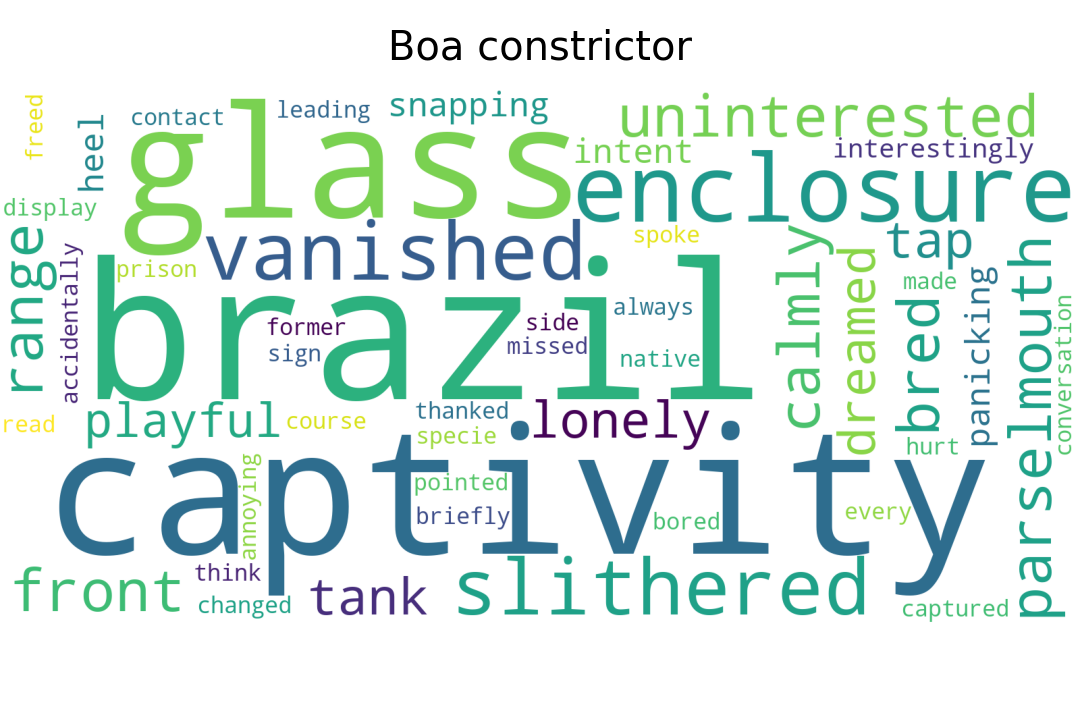 Boa constrictor
freed
heel
contact
leading
snapping
uninterested
glass
intent
interestingly
enclosure
display
range
accidentally
prison
vanished
spoke
tap
calmly
dreamed
made
bred
panicking
parselmouth
conversation
brazil
former
sign
side
missed
always
native
read
playful
course
thanked
specie
lonely
hurt
captivity
annoying
pointed
briefly
bored
every
front
think
changed
tank
slithered
captured